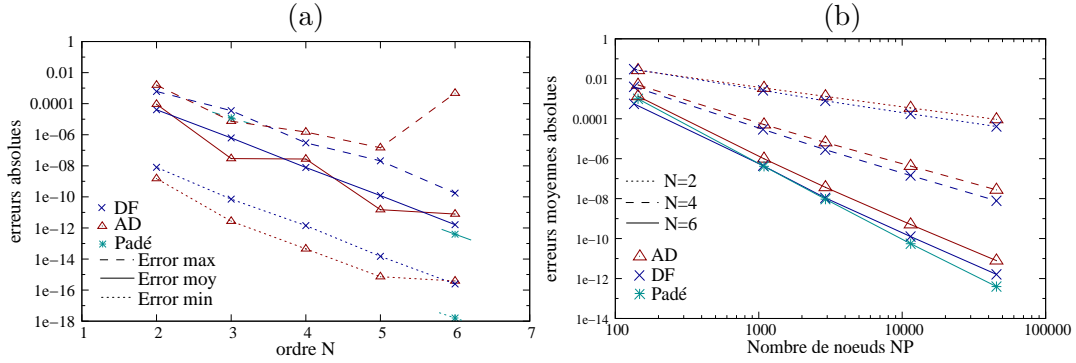 (a)
1
0.01
0.0001
1e-06
1e-08
1e-10
1e-12
1e-14
1e-16
1e-18
erreurs absolues
DF
AD
Padé
Error max
Error moy
Error min
1 2 3 4 5 6 7
ordre N
(b)
1
0.01
0.0001
1e-06
1e-08
1e-10
1e-12
1e-14
erreurs moyennes absolues
N=2
N=4
N=6
AD
DF
Padé
100 1000 10000 100000
Nombre de noeuds NP